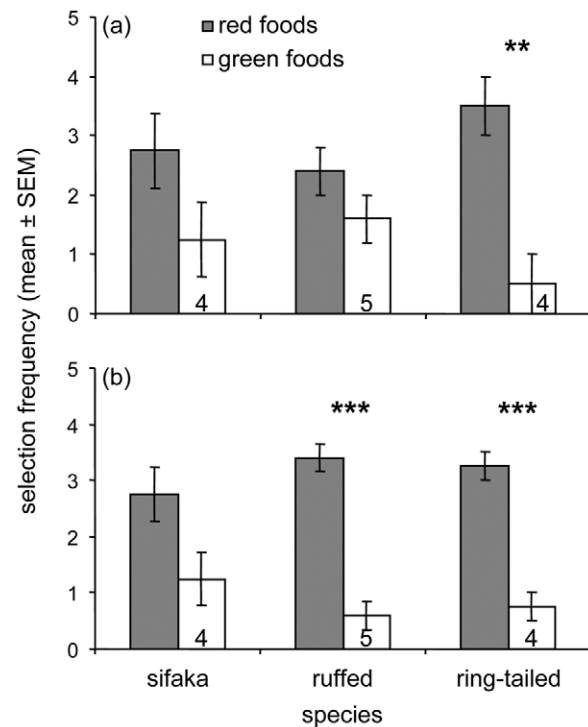 (a)
red foods
green foods
**
5
4
3
2
1
0
4
5
4
(b)
***
***
5
4
3
2
1
0
4
5
4
selection frequency (mean ± SEM)
sifaka
ruffed
ring-tailed
species